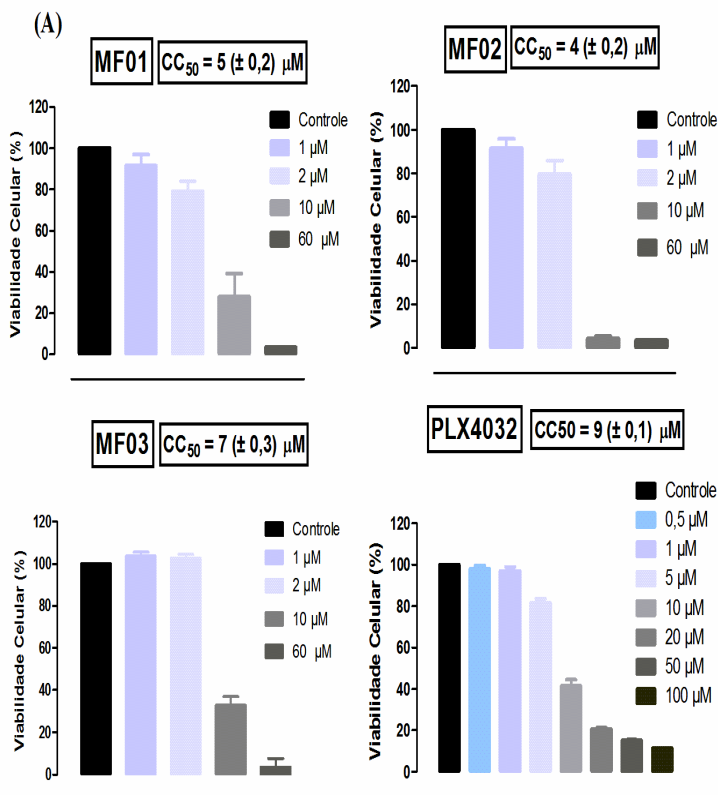 (A)
MF01
CC50 = 5 (± 0,2) µM
Viabilidade Celular (%)
120
100
80
60
40
20
0
Controle
1 µM
2 µM
10 µM
60 µM
MF02
CC50 = 4 (± 0,2) µM
Viabilidade Celular (%)
120
100
80
60
40
20
0
Controle
1 µM
2 µM
10 µM
60 µM
MF03
CC50 = 7 (± 0,3) µM
Viabilidade Celular (%)
120
100
80
60
40
20
0
Controle
1 µM
2 µM
10 µM
60 µM
PLX4032
CC50 = 9 (± 0,1) µM
Viabilidade Celular (%)
120
100
80
60
40
20
0
Controle
0,5 µM
1 µM
5 µM
10 µM
20 µM
50 µM
100 µM